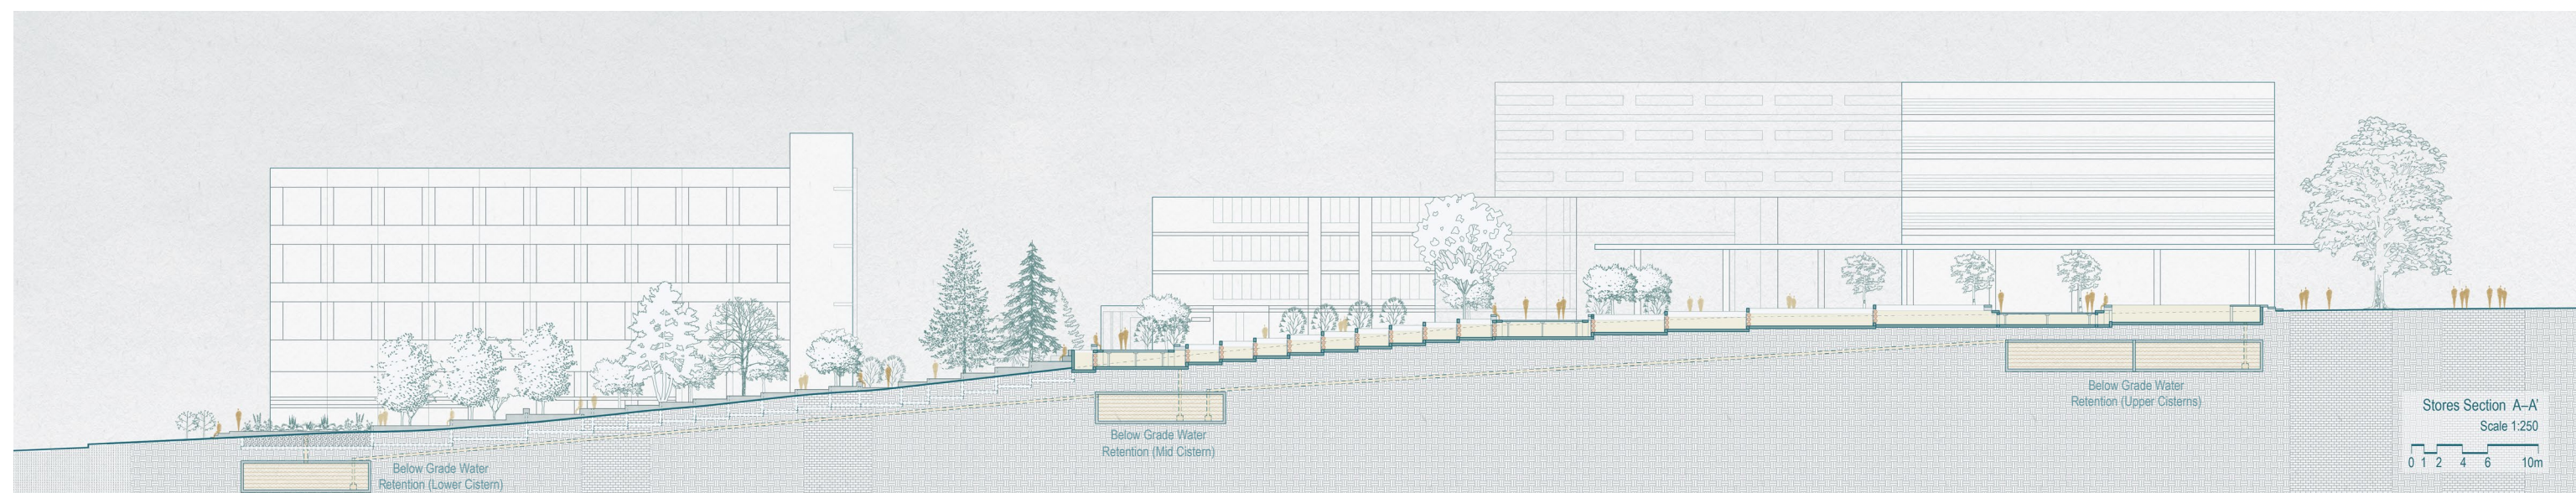 Below Grade Water
Retention (Lower Cistern)
Below Grade Water
Retention (Mid Cistern)
Below Grade Water
Retention (Upper Cisterns)
Stores Section A–A'
Scale 1:250
0 1 2 4 6 10m